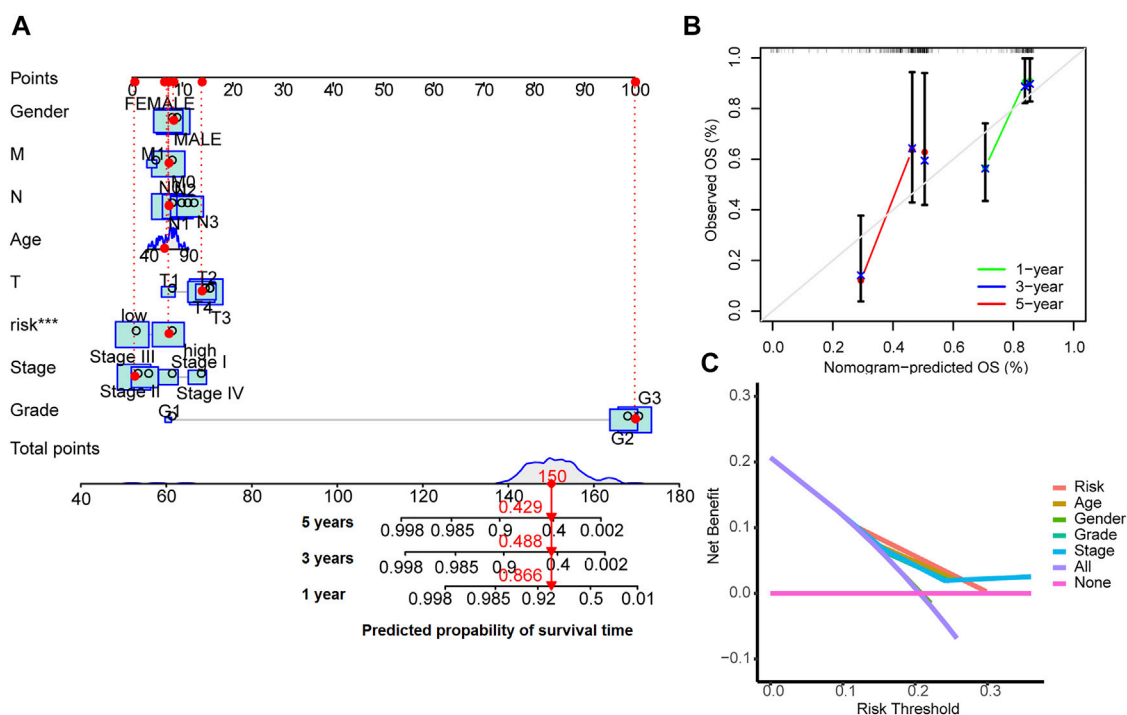 A
Points
0 10 20 30 40 50 60 70 80 90 100
Gender
FEMALE
MALE
M
M1
M0
N
N0 N2
N1 N3
Age
40 90
T
T1 T2
T4 T3
risk***
low
high
Stage
Stage III Stage I
Stage II Stage IV
Grade
G1 G3
G2
Total points
40 60 80 100 120 140 160 180
150
0.429
5 years
0.998 0.985 0.9 0.4 0.002
0.488
3 years
0.998 0.985 0.9 0.4 0.002
0.866
1 year
0.998 0.985 0.92 0.5 0.01
Predicted propability of survival time
B
Observed OS (%)
1.0
0.8
0.6
0.4
0.2
0.0
1−year
3−year
5−year
0.0 0.2 0.4 0.6 0.8 1.0
Nomogram−predicted OS (%)
C
Net Benefit
0.3
0.2
0.1
0.0
−0.1
0.0 0.1 0.2 0.3
Risk Threshold
Risk
Age
Gender
Grade
Stage
All
None